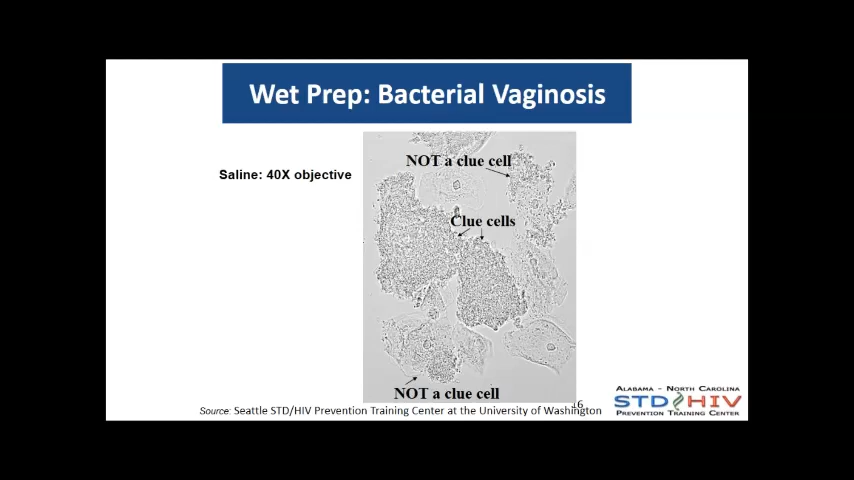 Wet Prep: Bacterial Vaginosis
Saline: 40X objective
NOT a clue cell
Clue cells
NOT a clue cell
16
Source: Seattle STD/HIV Prevention Training Center at the University of Washington
ALABAMA - NORTH CAROLINA
STD HIV
PREVENTION TRAINING CENTER